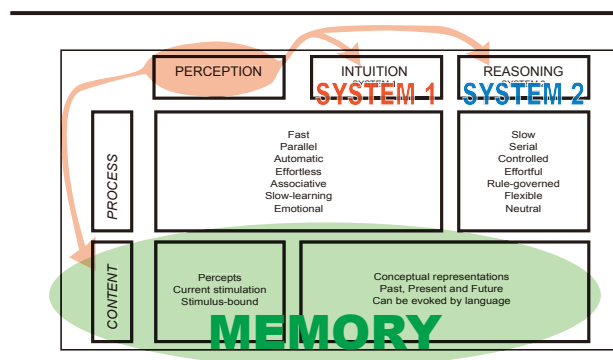 PERCEPTION
INTUITION
REASONING
SYSTEM 1
SYSTEM 2
PROCESS
Fast
Parallel
Automatic
Effortless
Associative
Slow-learning
Emotional
Slow
Serial
Controlled
Effortful
Rule-governed
Flexible
Neutral
CONTENT
Percepts
Current stimulation
Stimulus-bound
Conceptual representations
Past, Present and Future
Can be evoked by language
MEMORY